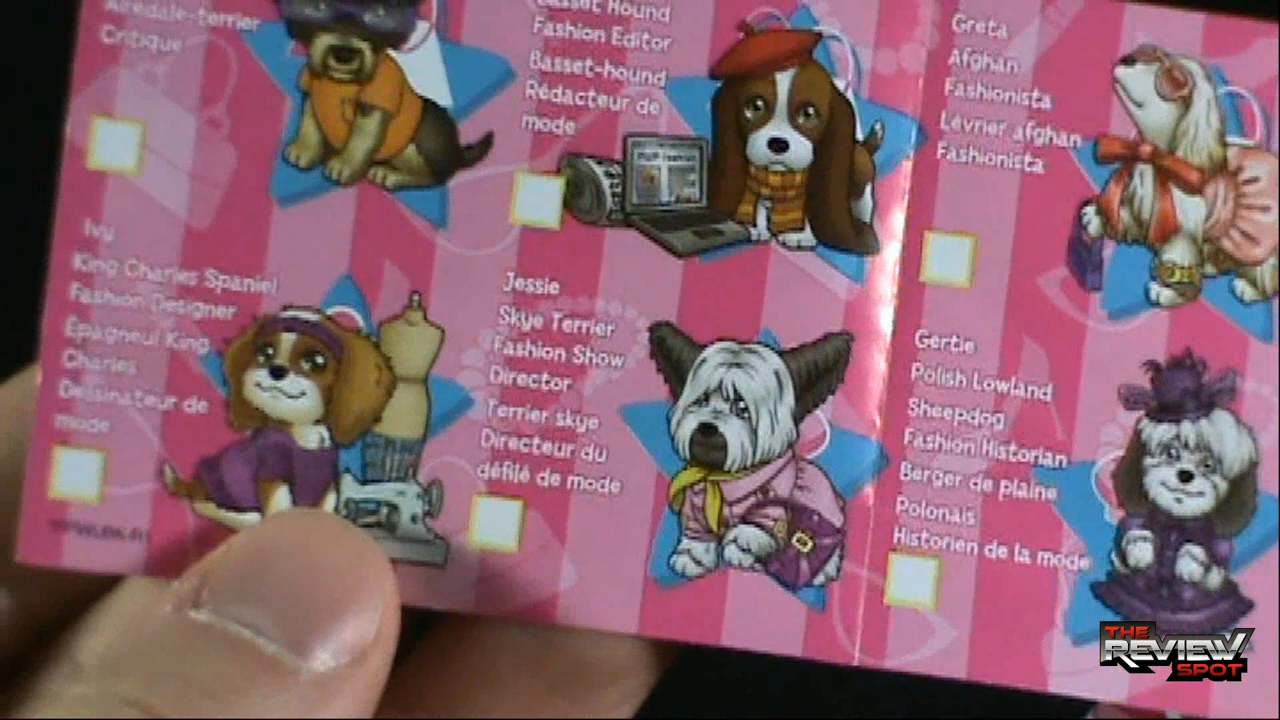 Airedale-terrier
Critique
Basset Hound
Fashion Editor
Basset-hound
Rédacteur de
mode
Greta
Afghan
Fashionista
Lévrier afghan
Fashionista
Ivy
King Charles Spaniel
Fashion Designer
Épagneul King
Charles
Dessinateur de
mode
Jessie
Skye Terrier
Fashion Show
Director
Terrier skye
Directeur du
défilé de mode
Gertie
Polish Lowland
Sheepdog
Fashion Historian
Berger de plaine
Polonais
Historien de la mode
THE
REVIEW
SPOT